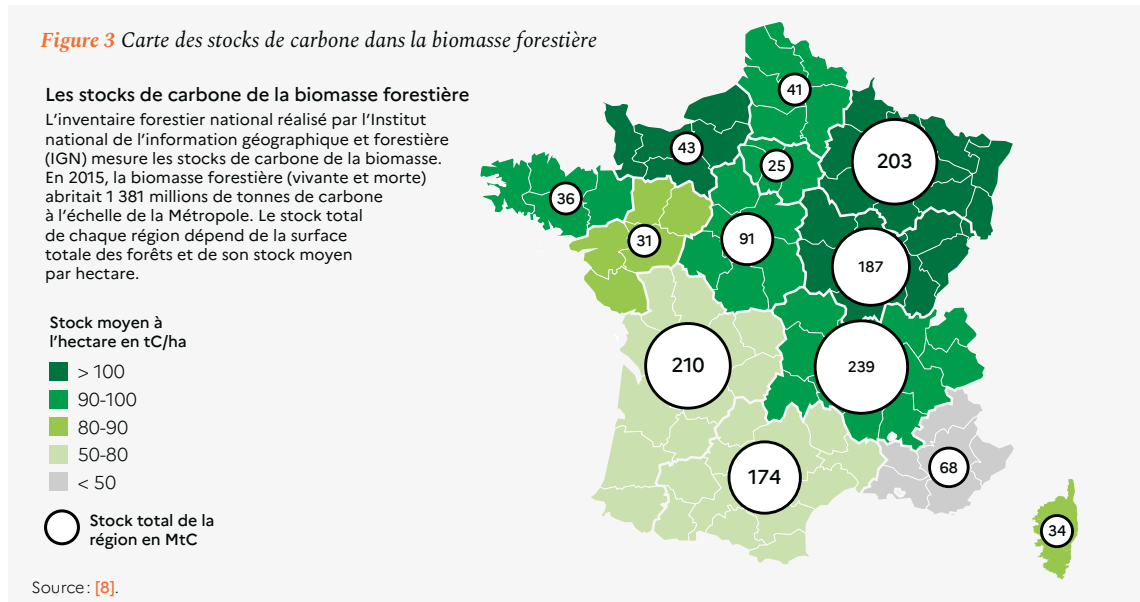 Figure 3 Carte des stocks de carbone dans la biomasse forestière
Les stocks de carbone de la biomasse forestière
L’inventaire forestier national réalisé par l’Institut
national de l’information géographique et forestière
(IGN) mesure les stocks de carbone de la biomasse.
En 2015, la biomasse forestière (vivante et morte)
abritait 1 381 millions de tonnes de carbone
à l’échelle de la Métropole. Le stock total
de chaque région dépend de la surface
totale des forêts et de son stock moyen
par hectare.
Stock moyen à
l’hectare en tC/ha
> 100
90-100
80-90
50-80
< 50
Stock total de la
région en MtC
41
43
25
203
36
31
91
187
210
239
174
68
34
Source : [8].